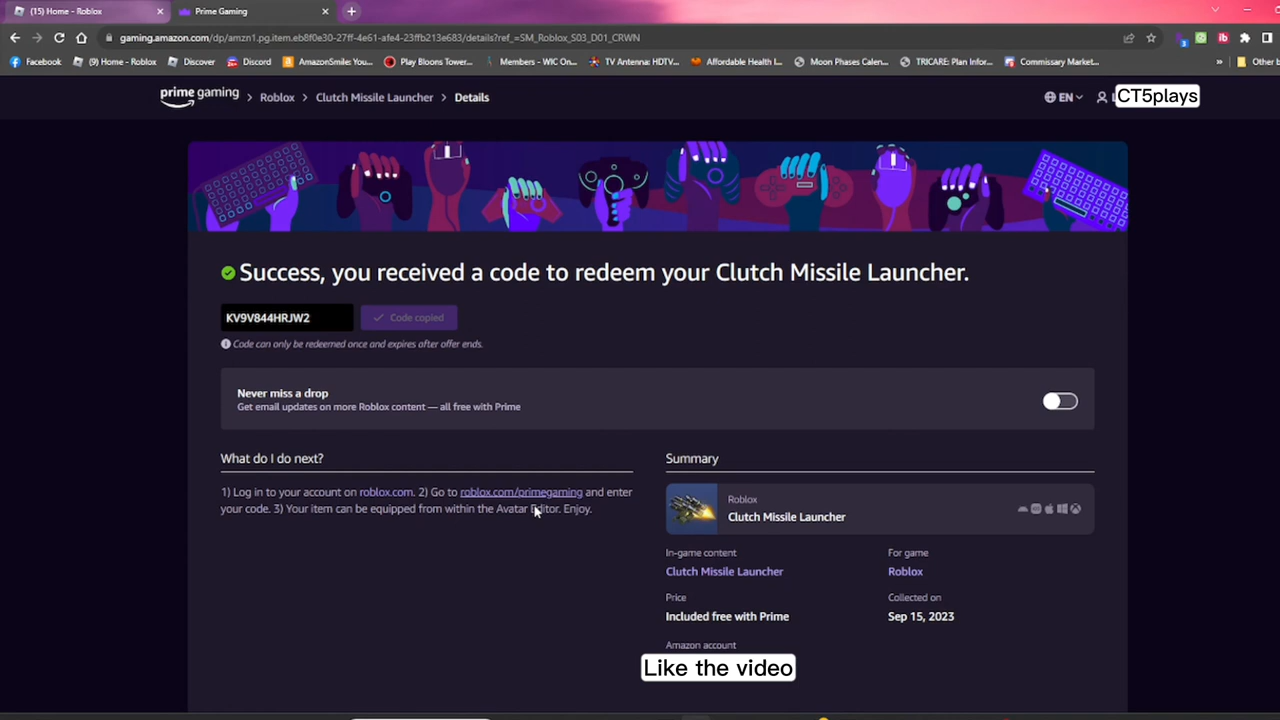 (15) Home - Roblox
Prime Gaming
gaming.amazon.com/dp/amzn1.pg.item.eb8f0e30-27ff-4e61-afe4-23ffb213e683/details?ref_=SM_Roblox_S03_D01_CRWN
Facebook
(9) Home - Roblox
Discover
Discord
AmazonSmile: You...
Play Bloons Tower...
Members - WIC On...
TV Antenna: HDTV...
Affordable Health I...
Moon Phases Calen...
TRICARE: Plan Infor...
Commissary Market...
»
Other b
prime gaming > Roblox > Clutch Missile Launcher > Details
EN
CT5plays
Success, you received a code to redeem your Clutch Missile Launcher.
KV9V844HRJW2
Code copied
Code can only be redeemed once and expires after offer ends.
Never miss a drop
Get email updates on more Roblox content — all free with Prime
What do I do next?
1) Log in to your account on roblox.com. 2) Go to roblox.com/primegaming and enter
your code. 3) Your item can be equipped from within the Avatar Editor. Enjoy.
Summary
Roblox
Clutch Missile Launcher
In-game content
Clutch Missile Launcher
For game
Roblox
Price
Included free with Prime
Collected on
Sep 15, 2023
Amazon account
Like the video